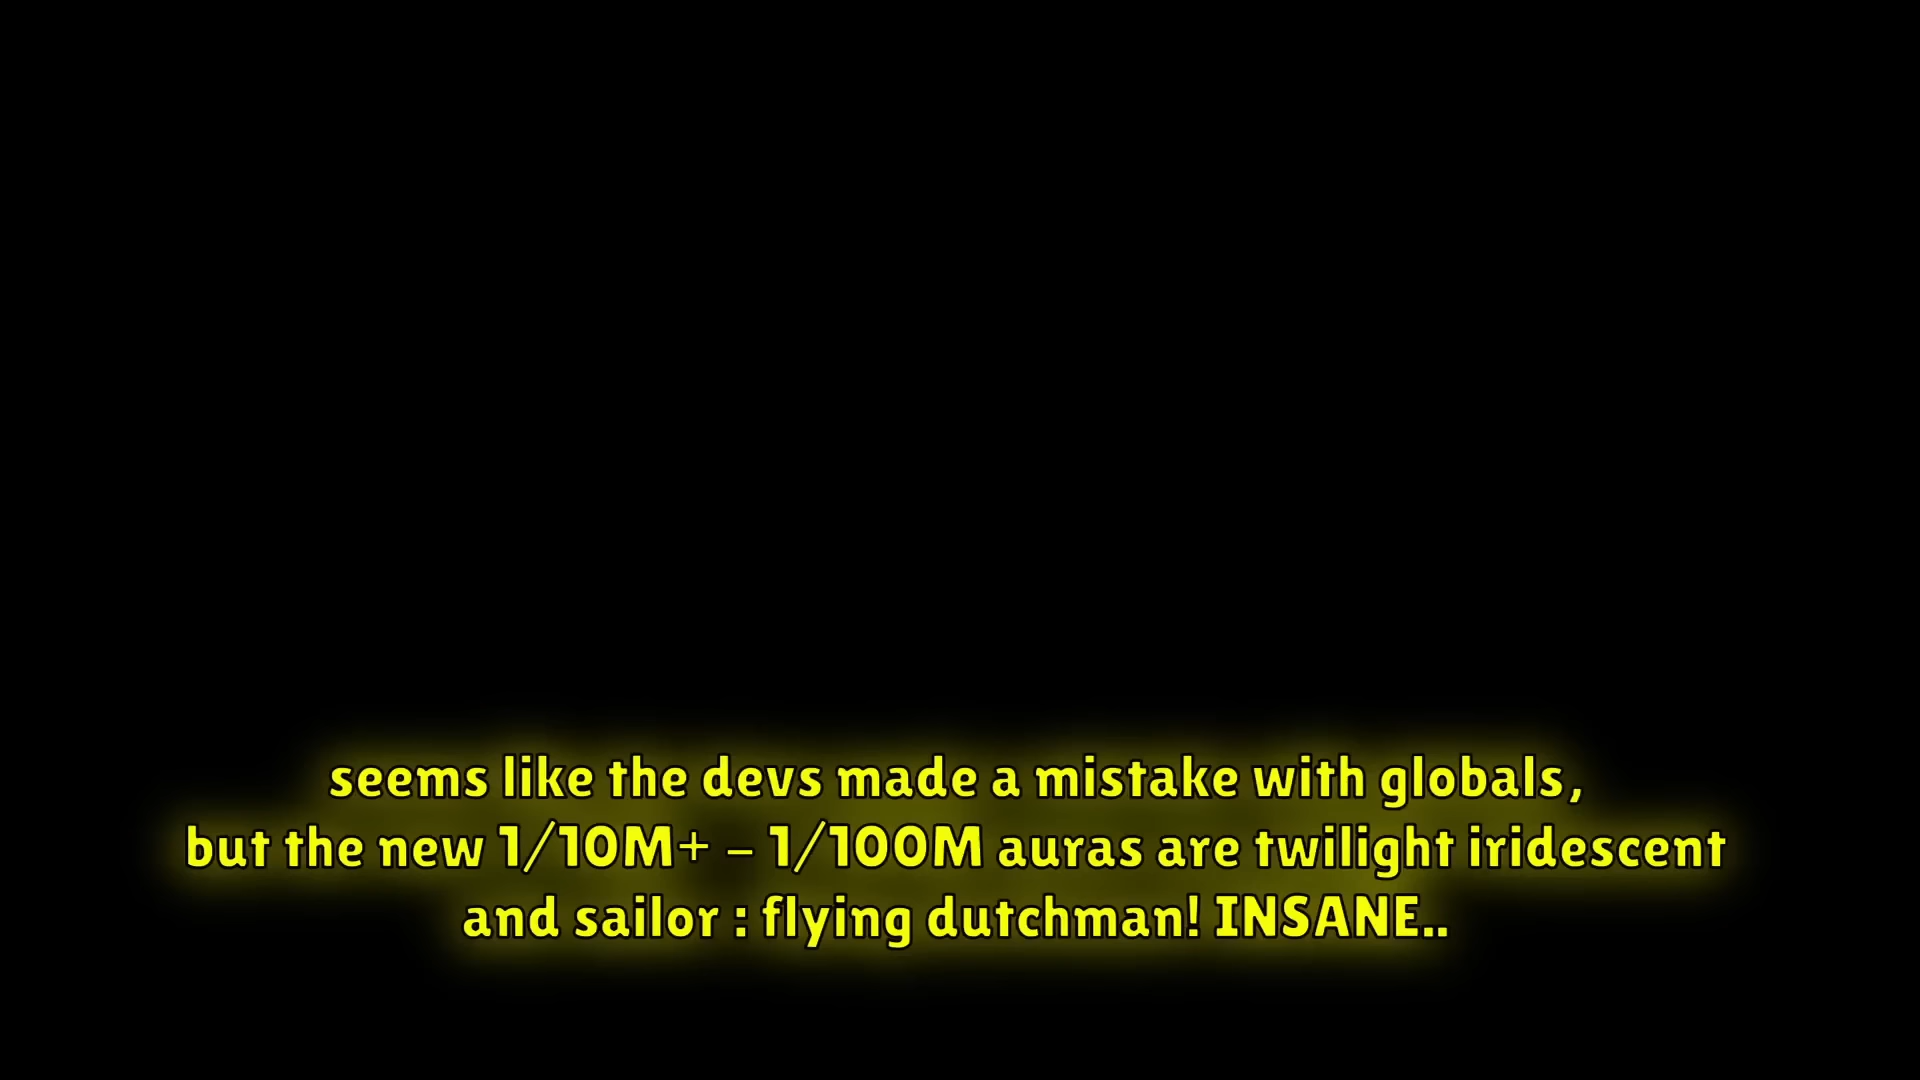 seems like the devs made a mistake with globals,
but the new 1/10M+ – 1/100M auras are twilight iridescent
and sailor : flying dutchman! INSANE..